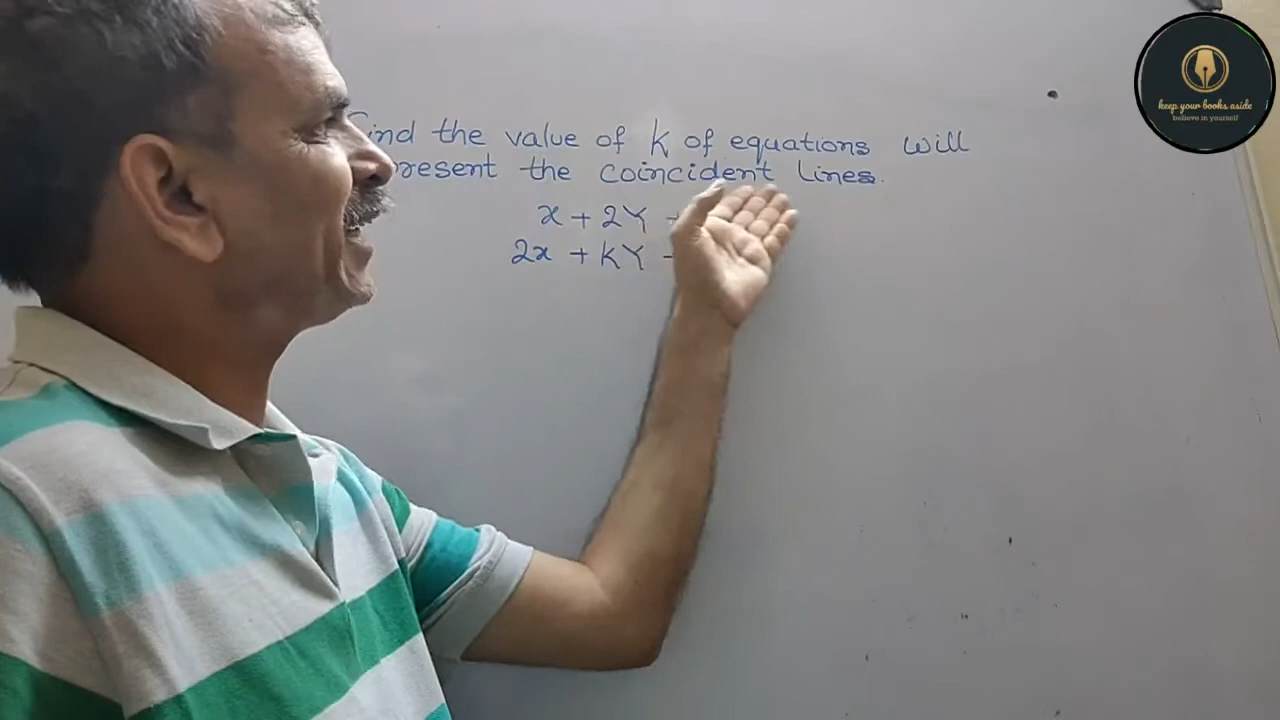 find the value of k of equations will
present the coincident lines.
x + 2Y +
2x + kY -
keep your books aside
believe in yourself